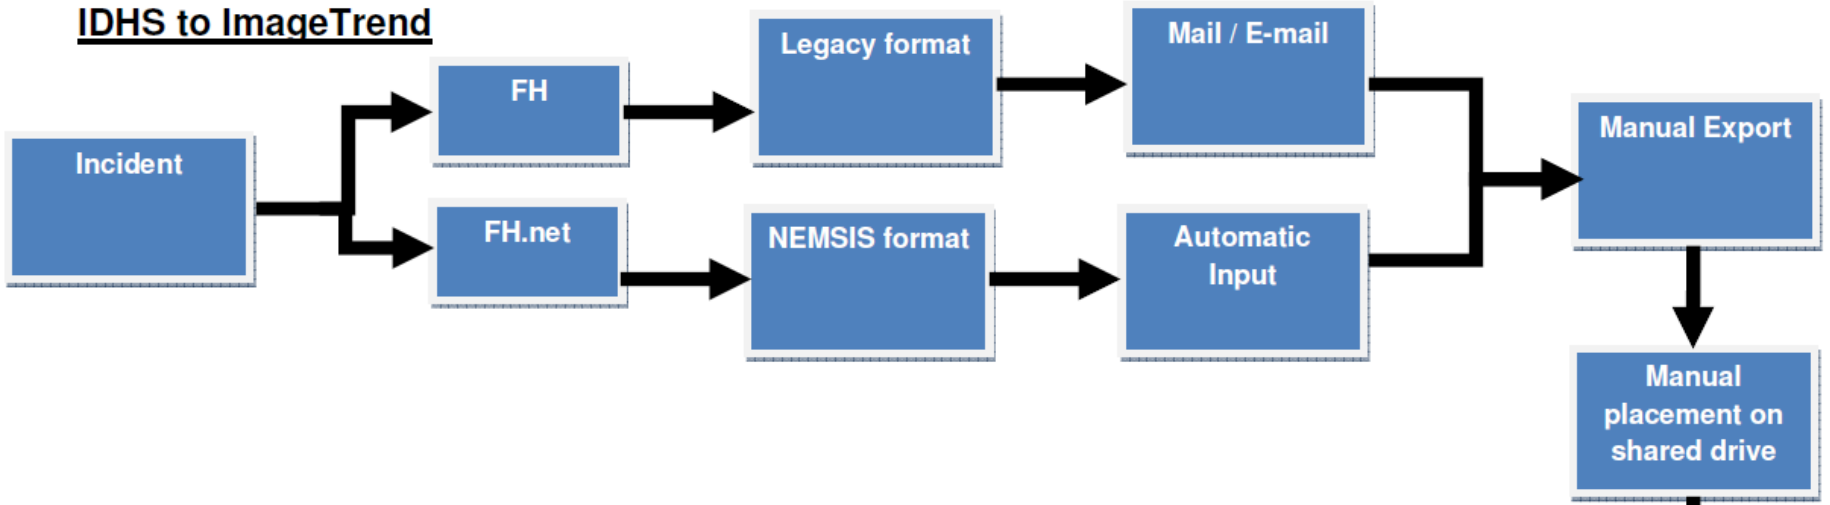 IDHS to ImageTrend
Incident
FH
FH.net
Legacy format
NEMSIS format
Mail / E-mail
Automatic
Input
Manual Export
Manual
placement on
shared drive